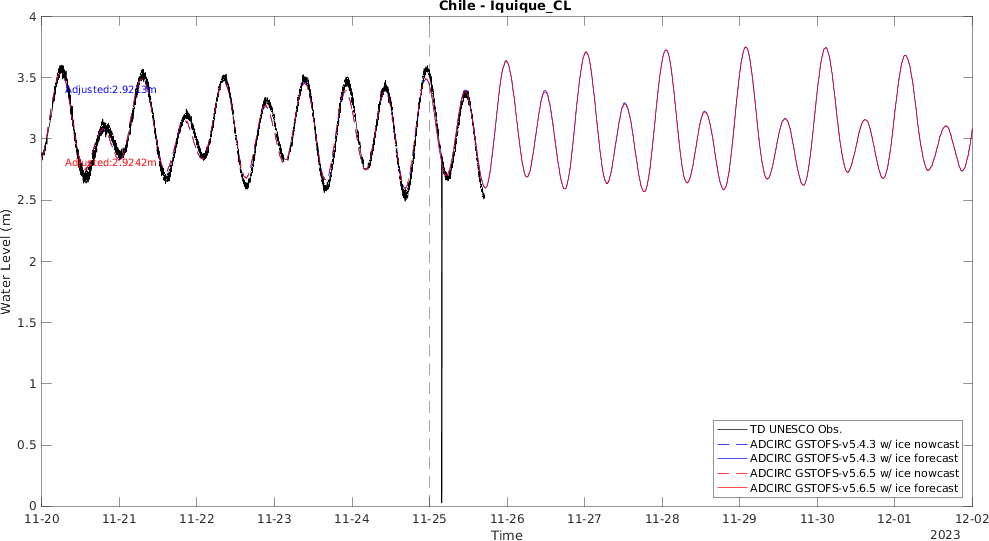 Chile - Iquique_CL
4
3.5
3
2.5
2
1.5
1
0.5
0
Water Level (m)
Adjusted:2.9242m
TD UNESCO Obs.
ADCIRC GSTOFS-v5.4.3 w/ ice nowcast
ADCIRC GSTOFS-v5.4.3 w/ ice forecast
ADCIRC GSTOFS-v5.6.5 w/ ice nowcast
ADCIRC GSTOFS-v5.6.5 w/ ice forecast
11-20 11-21 11-22 11-23 11-24 11-25 11-26 11-27 11-28 11-29 11-30 12-01 12-02
Time
2023